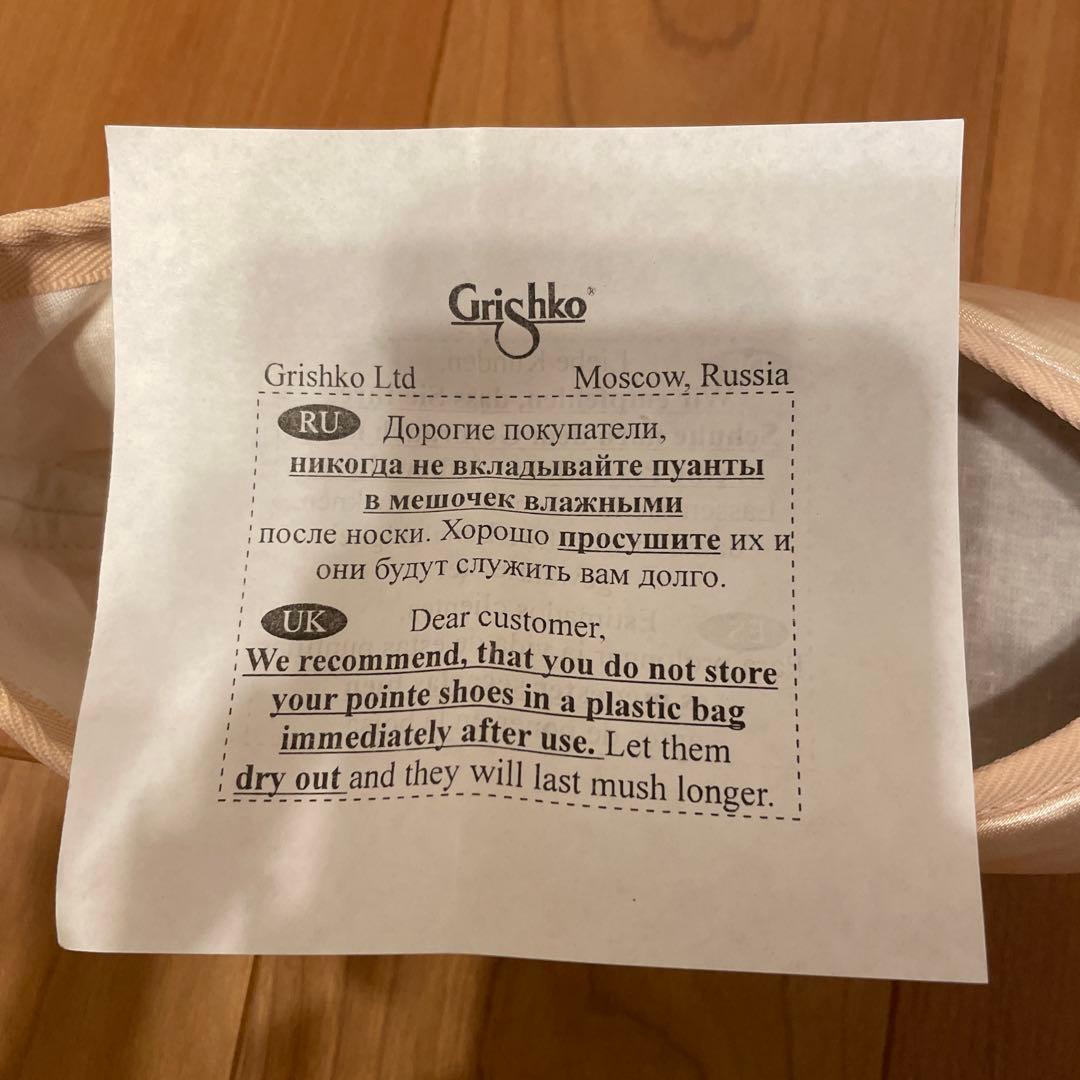 Grishko®
Grishko Ltd Moscow, Russia
RU Дорогие покупатели,
никогда не вкладывайте пуанты
в мешочек влажными
после носки. Хорошо просушите их и
они будут служить вам долго.
UK Dear customer,
We recommend, that you do not store
your pointe shoes in a plastic bag
immediately after use. Let them
dry out and they will last mush longer.